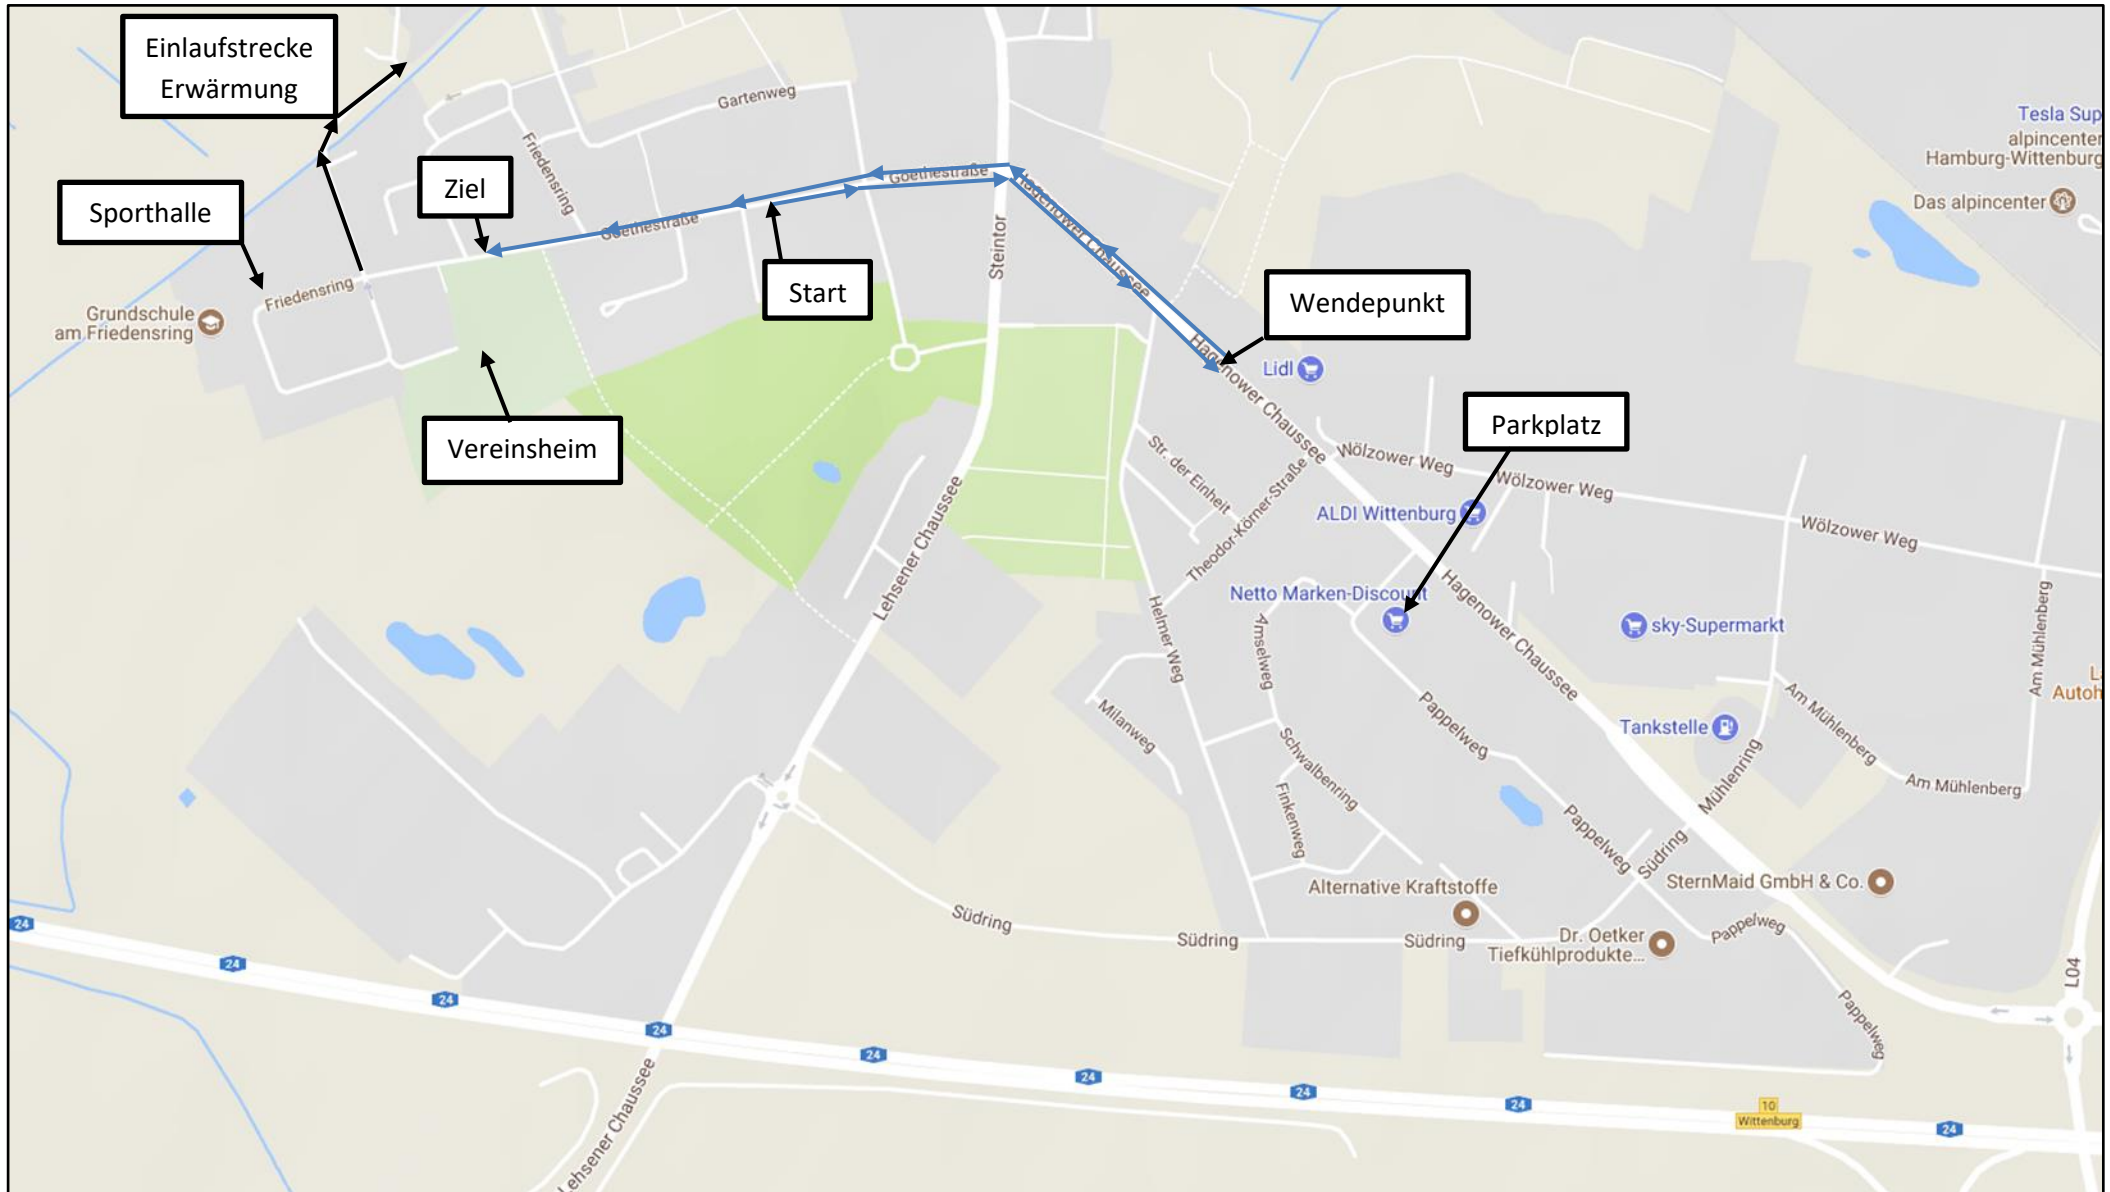 Einlaufstrecke
Erwärmung
Sporthalle
Ziel
Start
Wendepunkt
Vereinsheim
Parkplatz
Gartenweg
Friedensring
Goethestraße
Goethestraße
Friedensring
Grundschule
am Friedensring
Steintor
Hagenower Chaussee
Hagenower Chaussee
Hagenower Chaussee
Tesla Sup
alpincenter
Hamburg-Wittenburg
Das alpincenter
Lidl
Wölzower Weg
Wölzower Weg
Wölzower Weg
Str. der Einheit
Theodor-Körner-Straße
ALDI Wittenburg
Netto Marken-Discount
sky-Supermarkt
Lehsener Chaussee
Helmer Weg
Amselweg
Milanweg
Schwalbenring
Finkenweg
Pappelweg
Pappelweg
Tankstelle
Mühlenring
Am Mühlenberg
Am Mühlenberg
Am Mühlenberg
L
Autoh
Südring
SternMaid GmbH & Co.
Alternative Kraftstoffe
Südring
Südring
Südring
Dr. Oetker
Tiefkühlprodukte...
Pappelweg
Pappelweg
L04
24
24
24
24
24
24
24
24
24
10
Wittenburg
Lehsener Chaussee